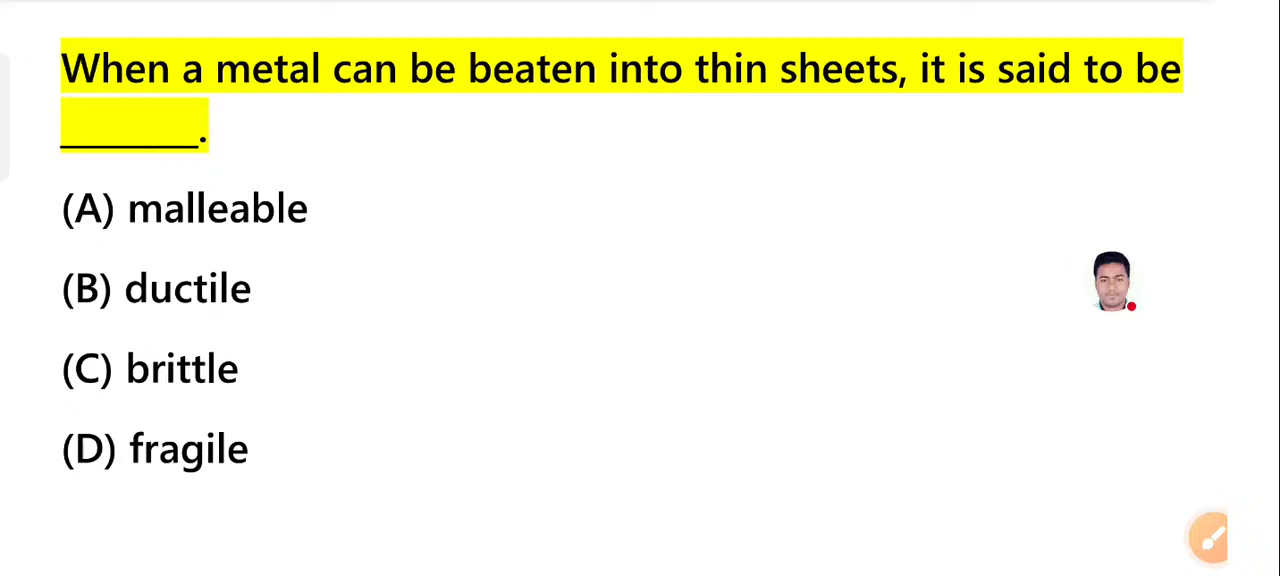 When a metal can be beaten into thin sheets, it is said to be
________.
(A) malleable
(B) ductile
(C) brittle
(D) fragile